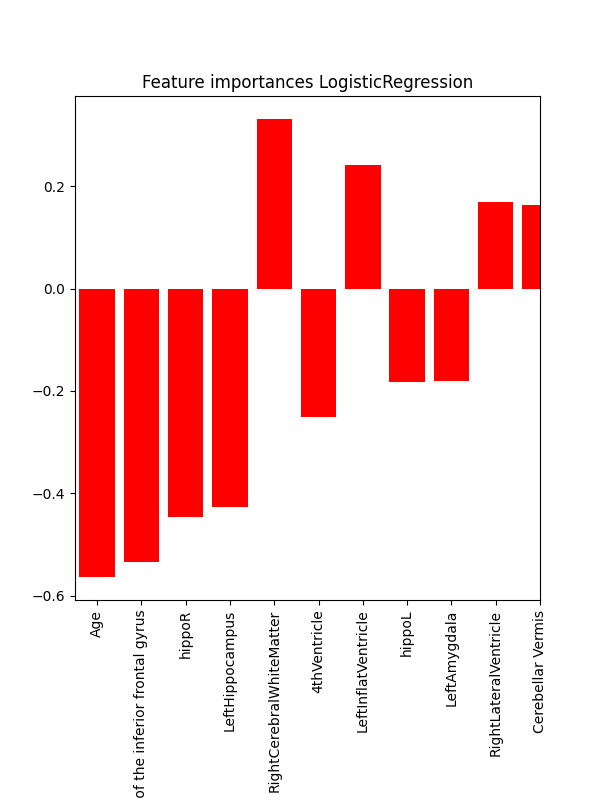 Feature importances LogisticRegression
0.2
0.0
−0.2
−0.4
−0.6
Age
of the inferior frontal gyrus
hippoR
LeftHippocampus
RightCerebralWhiteMatter
4thVentricle
LeftInflatVentricle
hippoL
LeftAmygdala
RightLateralVentricle
Cerebellar Vermis